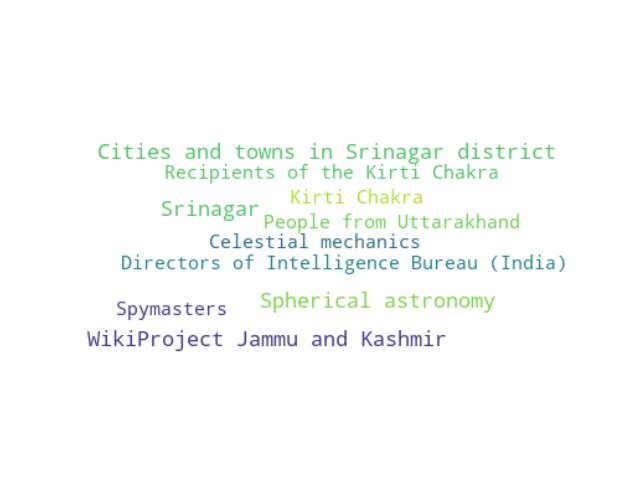 Cities and towns in Srinagar district
Recipients of the Kirti Chakra
Kirti Chakra
Srinagar
People from Uttarakhand
Celestial mechanics
Directors of Intelligence Bureau (India)
Spherical astronomy
Spymasters
WikiProject Jammu and Kashmir